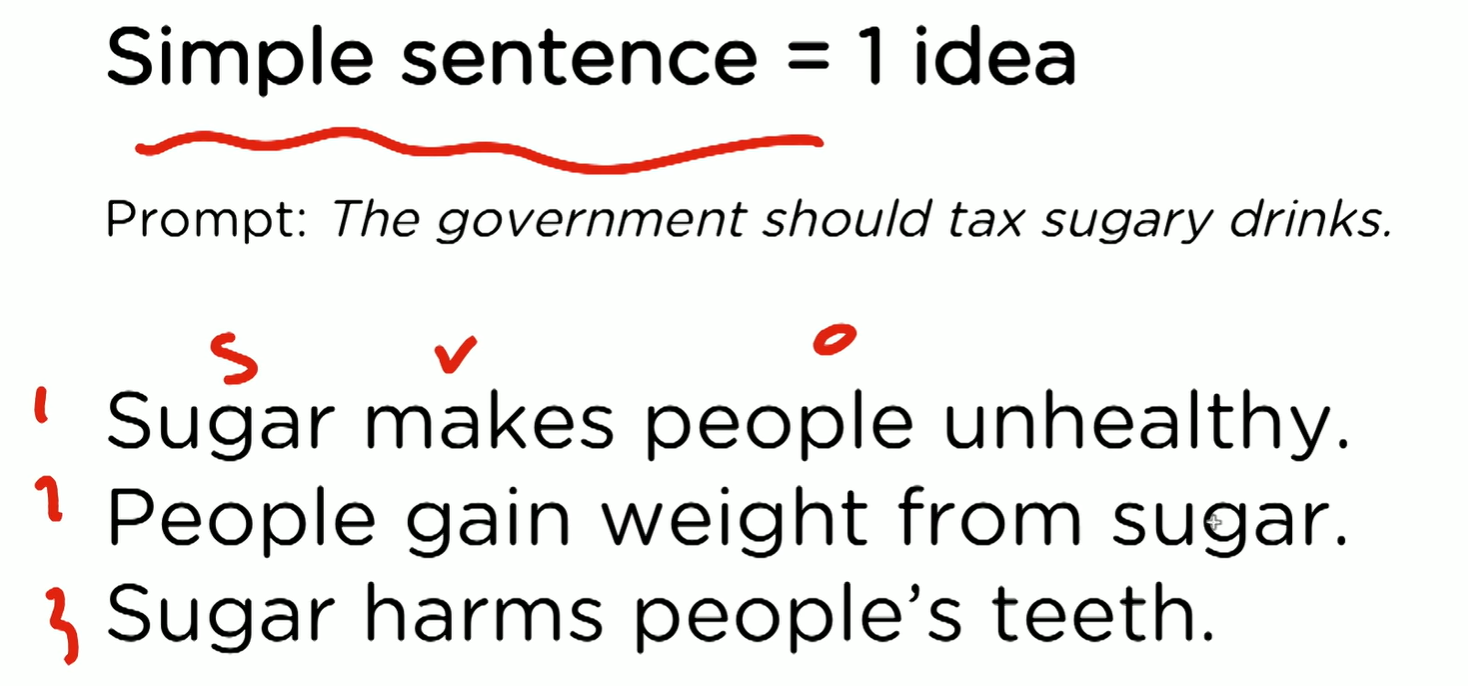 Simple sentence = 1 idea
Prompt: The government should tax sugary drinks.
S v o
1 Sugar makes people unhealthy.
1 People gain weight from sugar.
3 Sugar harms people’s teeth.